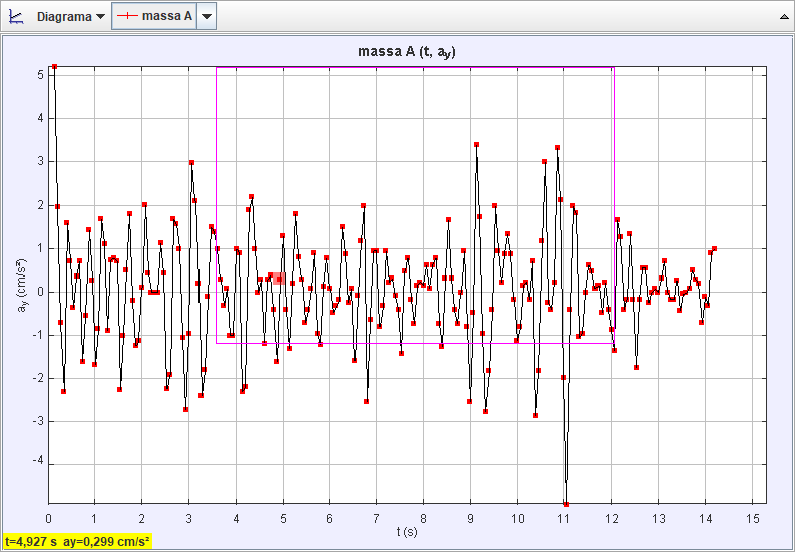 Diagrama massa A
massa A (t, ay)
ay (cm/s²)
5
4
3
2
1
0
-1
-2
-3
-4
0 1 2 3 4 5 6 7 8 9 10 11 12 13 14 15
t (s)
t=4,927 s ay=0,299 cm/s²